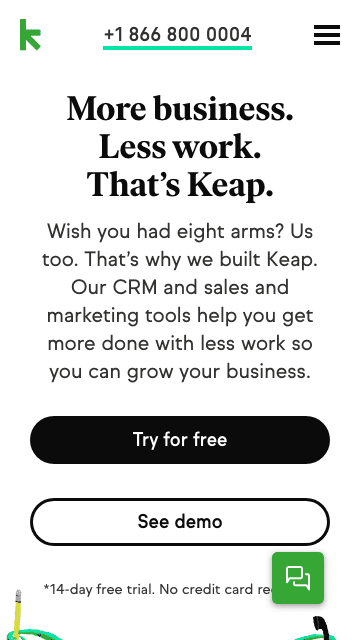 +1 866 800 0004
More business.
Less work.
That’s Keap.
Wish you had eight arms? Us
too. That’s why we built Keap.
Our CRM and sales and
marketing tools help you get
more done with less work so
you can grow your business.
Try for free
See demo
*14-day free trial. No credit card